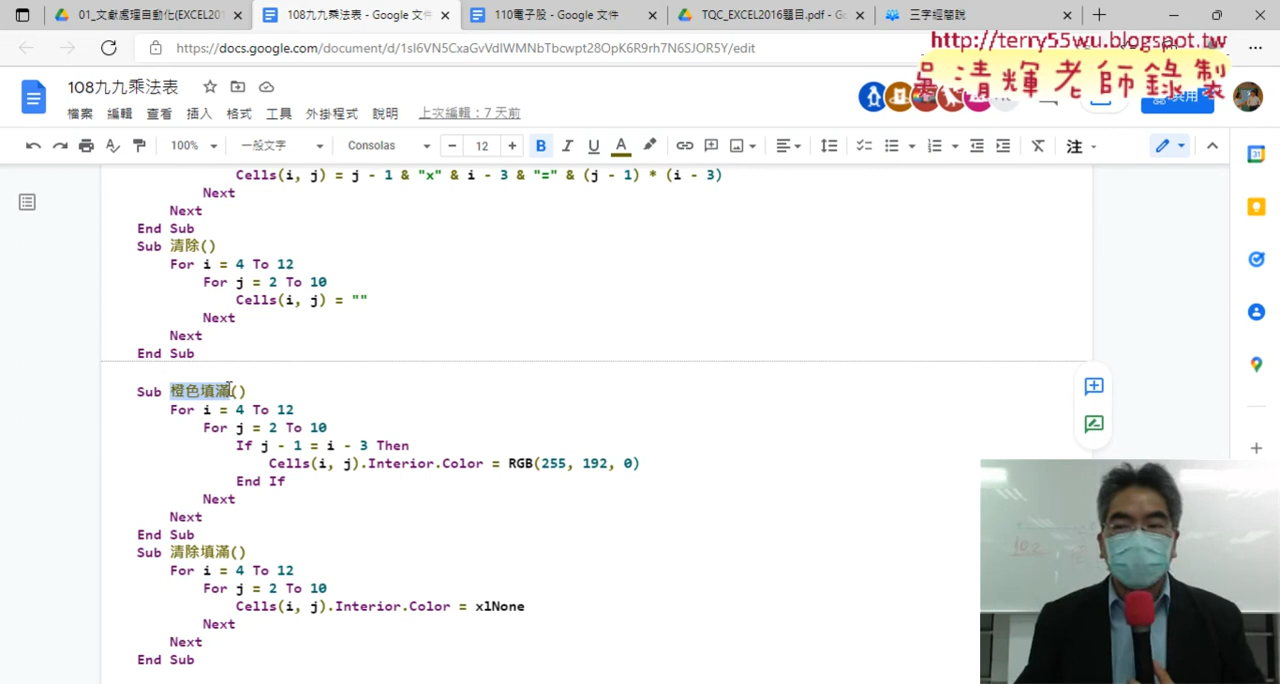 01_文獻處理自動化(EXCEL201
108九九乘法表 - Google 文件
110電子股 - Google 文件
TQC_EXCEL2016題目.pdf - Go
三字經簡說
https://docs.google.com/document/d/1sI6VN5CxaGvVdIWMNbTbcwpt28OpK6R9rh7N6SJOR5Y/edit
http://terry55wu.blogspot.tw
吳清輝老師錄製
108九九乘法表
檔案 編輯 查看 插入 格式 工具 外掛程式 說明 上次編輯：7 天前
共用
100% 一般文字 Consolas 12 B I U A 注
31
Cells(i, j) = j - 1 & "x" & i - 3 & "=" & (j - 1) * (i - 3)
Next
Next
End Sub
Sub 清除()
For i = 4 To 12
For j = 2 To 10
Cells(i, j) = ""
Next
Next
End Sub
Sub 橙色填滿()
For i = 4 To 12
For j = 2 To 10
If j - 1 = i - 3 Then
Cells(i, j).Interior.Color = RGB(255, 192, 0)
End If
Next
Next
End Sub
Sub 清除填滿()
For i = 4 To 12
For j = 2 To 10
Cells(i, j).Interior.Color = xlNone
Next
Next
End Sub